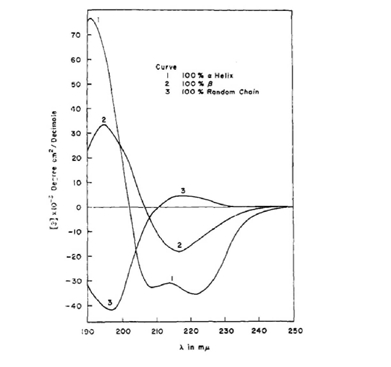 70
60
50
40
30
20
10
0
-10
-20
-30
-40
[θ] x10⁻³ Degree cm²/Decimole
Curve
1 100 % α Helix
2 100 % β
3 100 % Random Chain
1
2
3
1
2
3
190 200 210 220 230 240 250
λ in mμ